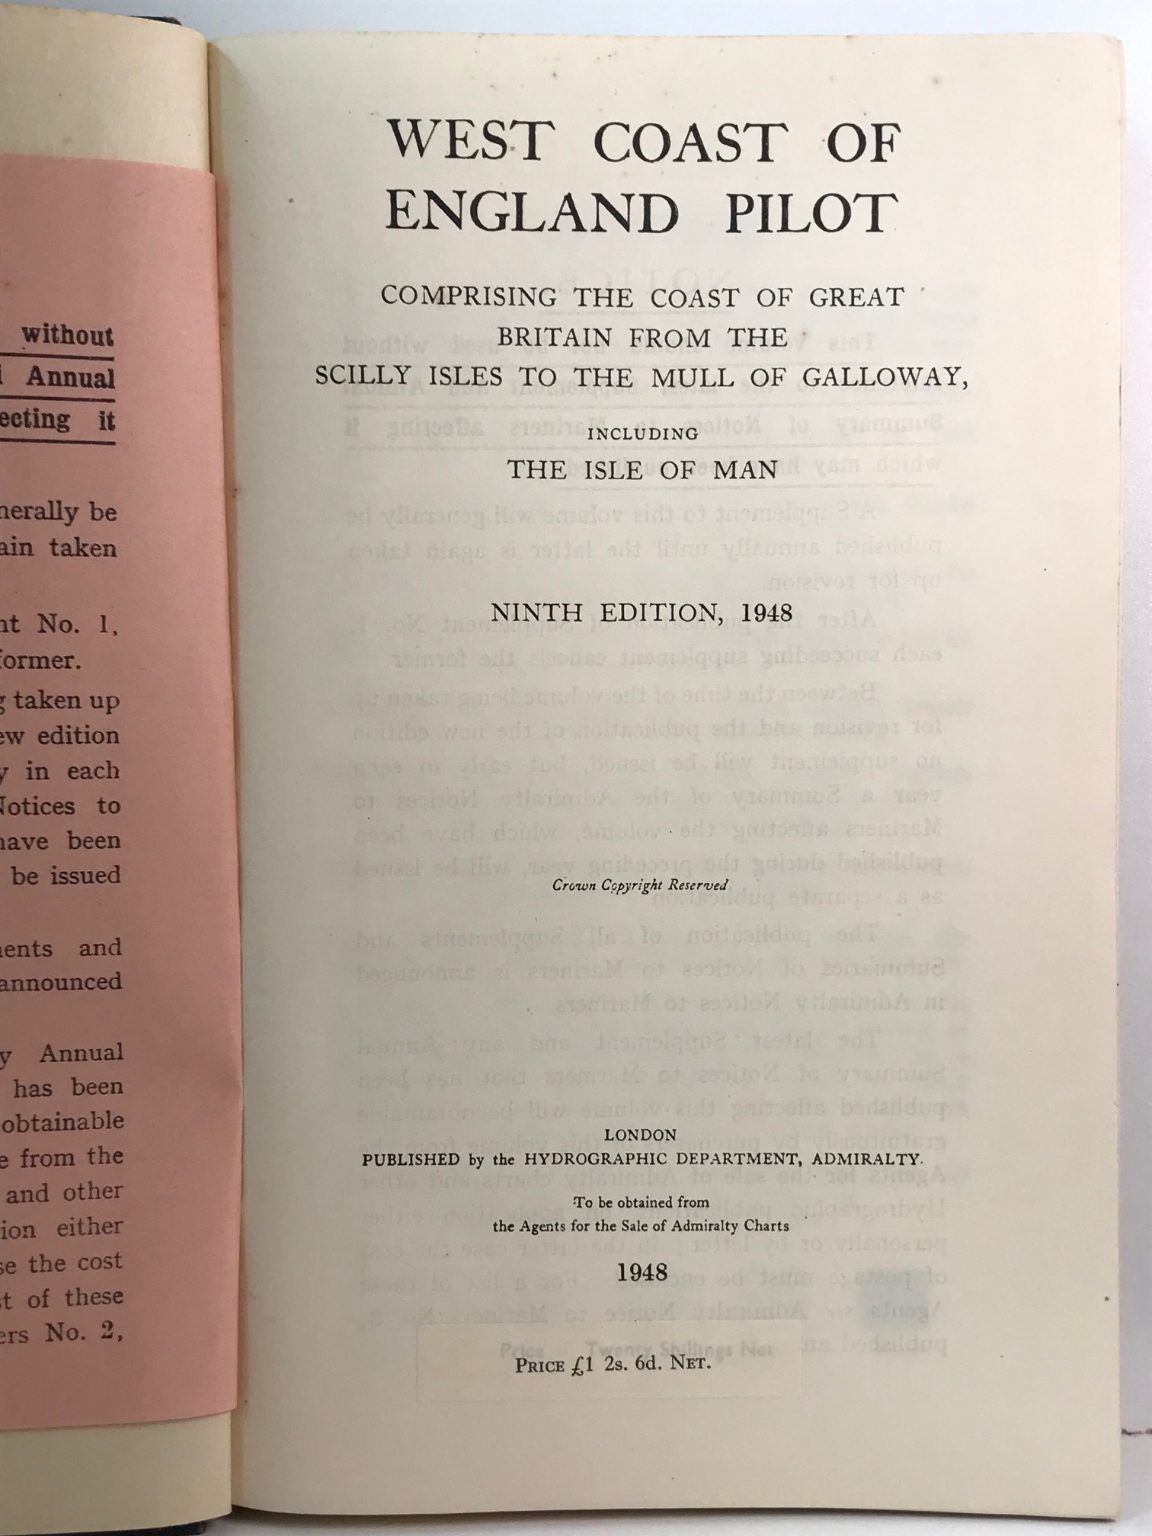 without
Annual
ecting it
nerally be
ain taken
nt No. 1,
former.
g taken up
ew edition
y in each
Notices to
have been
be issued
ments and
announced
y Annual
has been
obtainable
e from the
and other
ion either
se the cost
st of these
ers No. 2,
WEST COAST OF
ENGLAND PILOT
COMPRISING THE COAST OF GREAT
BRITAIN FROM THE
SCILLY ISLES TO THE MULL OF GALLOWAY,
INCLUDING
THE ISLE OF MAN
NINTH EDITION, 1948
Crown Copyright Reserved
LONDON
PUBLISHED by the HYDROGRAPHIC DEPARTMENT, ADMIRALTY.
To be obtained from
the Agents for the Sale of Admiralty Charts
1948
Price Twenty Shillings Net
PRICE £1 2s. 6d. NET.